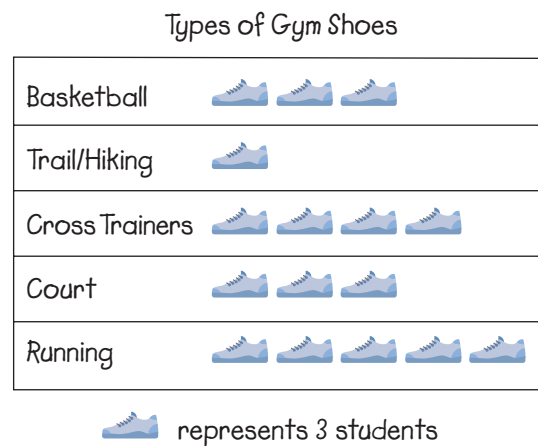 Types of Gym Shoes
Basketball
Trail/Hiking
Cross Trainers
Court
Running
represents 3 students